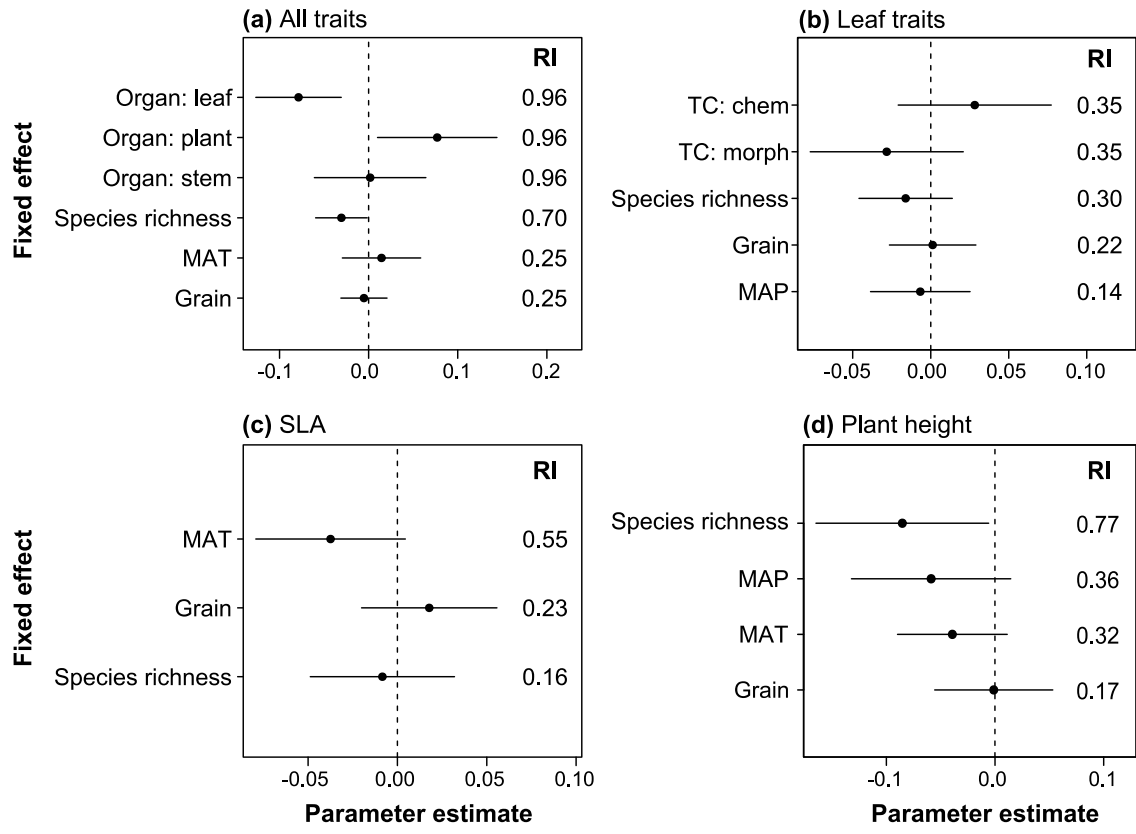 (a) All traits
Fixed effect
RI
Organ: leaf 0.96
Organ: plant 0.96
Organ: stem 0.96
Species richness 0.70
MAT 0.25
Grain 0.25
-0.1 0.0 0.1 0.2
(b) Leaf traits
RI
TC: chem 0.35
TC: morph 0.35
Species richness 0.30
Grain 0.22
MAP 0.14
-0.05 0.00 0.05 0.10
(c) SLA
Fixed effect
RI
MAT 0.55
Grain 0.23
Species richness 0.16
-0.05 0.00 0.05 0.10
Parameter estimate
(d) Plant height
RI
Species richness 0.77
MAP 0.36
MAT 0.32
Grain 0.17
-0.1 0.0 0.1
Parameter estimate